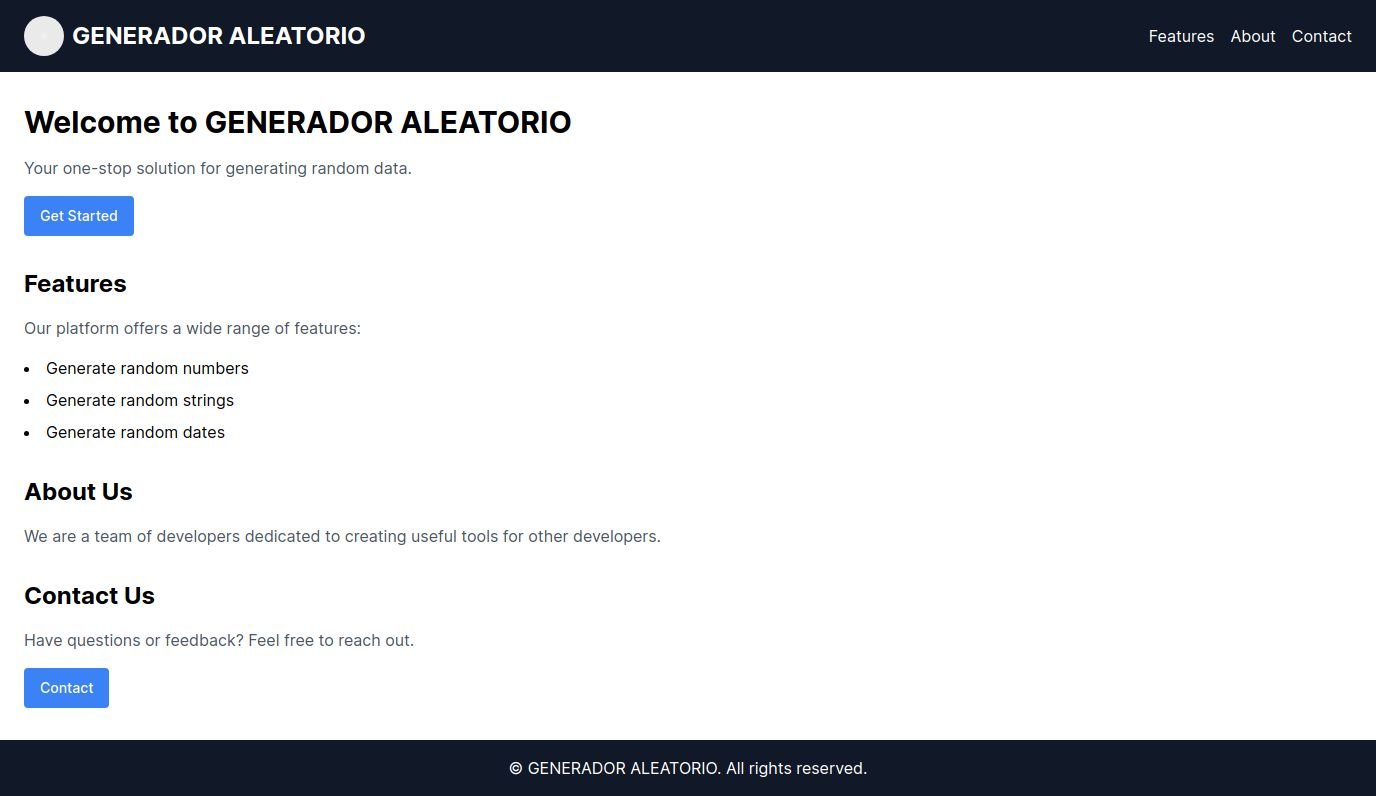 GENERADOR ALEATORIO
Features About Contact
Welcome to GENERADOR ALEATORIO
Your one-stop solution for generating random data.
Get Started
Features
Our platform offers a wide range of features:
Generate random numbers
Generate random strings
Generate random dates
About Us
We are a team of developers dedicated to creating useful tools for other developers.
Contact Us
Have questions or feedback? Feel free to reach out.
Contact
© GENERADOR ALEATORIO. All rights reserved.